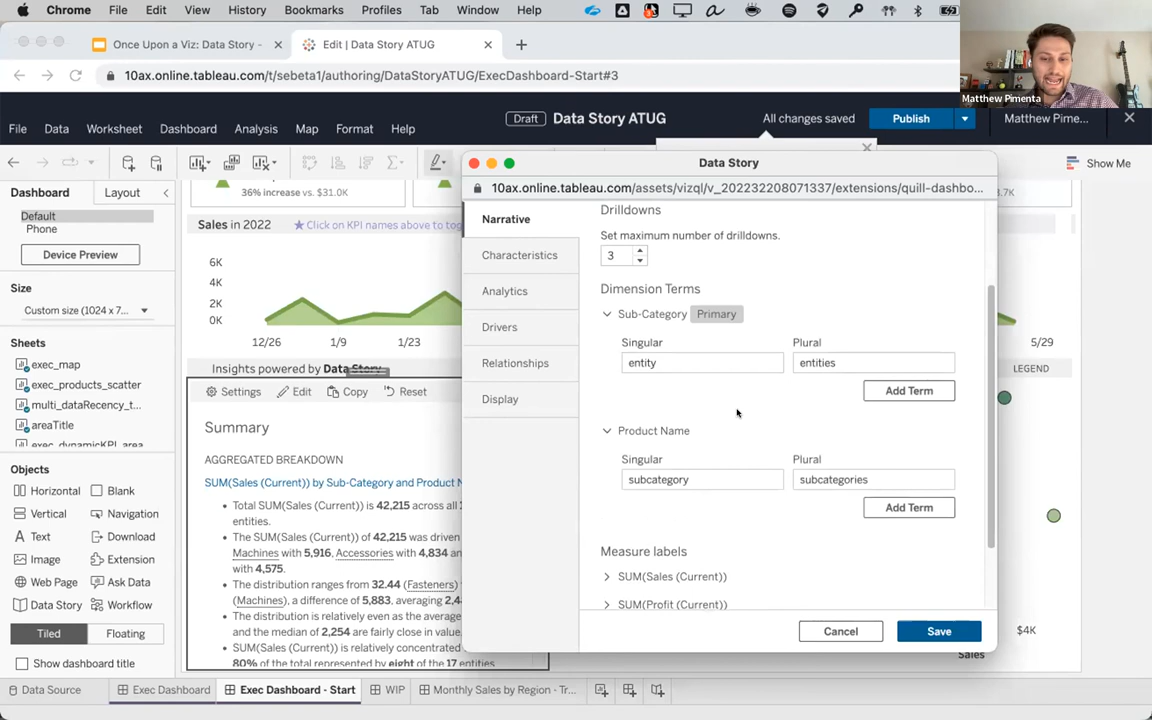 Chrome File Edit View History Bookmarks Profiles Tab Window Help
Once Upon a Viz: Data Story -
Edit | Data Story ATUG
10ax.online.tableau.com/t/sebeta1/authoring/DataStoryATUG/ExecDashboard-Start#3
Matthew Pimenta
File Data Worksheet Dashboard Analysis Map Format Help
Draft Data Story ATUG
All changes saved
Publish
Matthew Pime...
Show Me
Dashboard Layout
Default
Phone
Device Preview
Size
Custom size (1024 x 7...
Sheets
exec_map
exec_products_scatter
multi_dataRecency_t...
areaTitle
exec_dynamicKPI_area
Objects
Horizontal Blank
Vertical Navigation
Text Download
Image Extension
Web Page Ask Data
Data Story Workflow
Tiled Floating
Show dashboard title
36% increase vs. $31.0K
Sales in 2022 ★ Click on KPI names above to tog
6K
4K
2K
0K
12/26 1/9 1/23
Insights powered by Data Story
Settings Edit Copy Reset
Summary
AGGREGATED BREAKDOWN
SUM(Sales (Current)) by Sub-Category and Product N
• Total SUM(Sales (Current)) is 42,215 across all
entities.
• The SUM(Sales (Current)) of 42,215 was driven
Machines with 5,916, Accessories with 4,834 an
with 4,575.
• The distribution ranges from 32.44 (Fasteners)
(Machines), a difference of 5,883, averaging 2,4
• The distribution is relatively even as the average
and the median of 2,254 are fairly close in value.
• SUM(Sales (Current)) is relatively concentrated
80% of the total represented by eight of the 17 entities
Data Story
10ax.online.tableau.com/assets/vizql/v_202232208071337/extensions/quill-dashbo...
Narrative
Characteristics
Analytics
Drivers
Relationships
Display
Drilldowns
Set maximum number of drilldowns.
3
Dimension Terms
Sub-Category Primary
Singular Plural
entity entities
Add Term
Product Name
Singular Plural
subcategory subcategories
Add Term
Measure labels
SUM(Sales (Current))
SUM(Profit (Current))
Cancel Save
3.7K
5/29
LEGEND
$4K
Sales
Data Source Exec Dashboard Exec Dashboard - Start WIP Monthly Sales by Region - Tr...